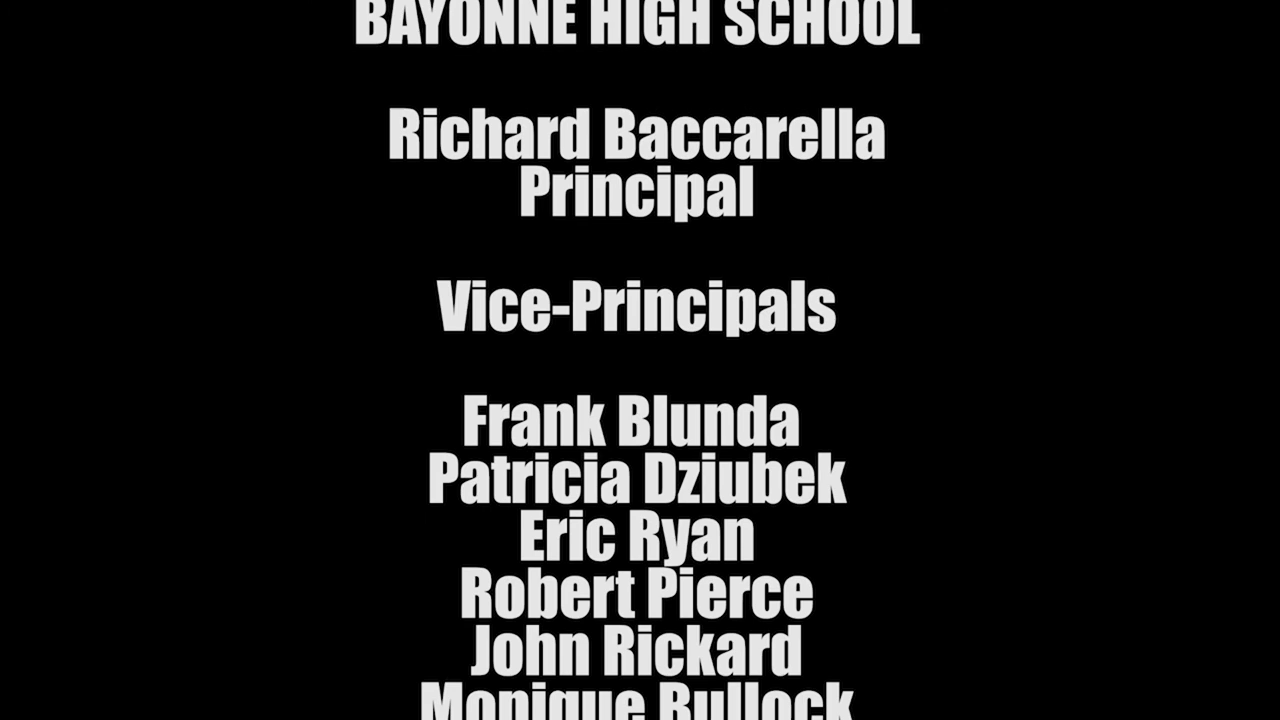 BAYONNE HIGH SCHOOL
Richard Baccarella
Principal
Vice-Principals
Frank Blunda
Patricia Dziubek
Eric Ryan
Robert Pierce
John Rickard
Monique Bullock